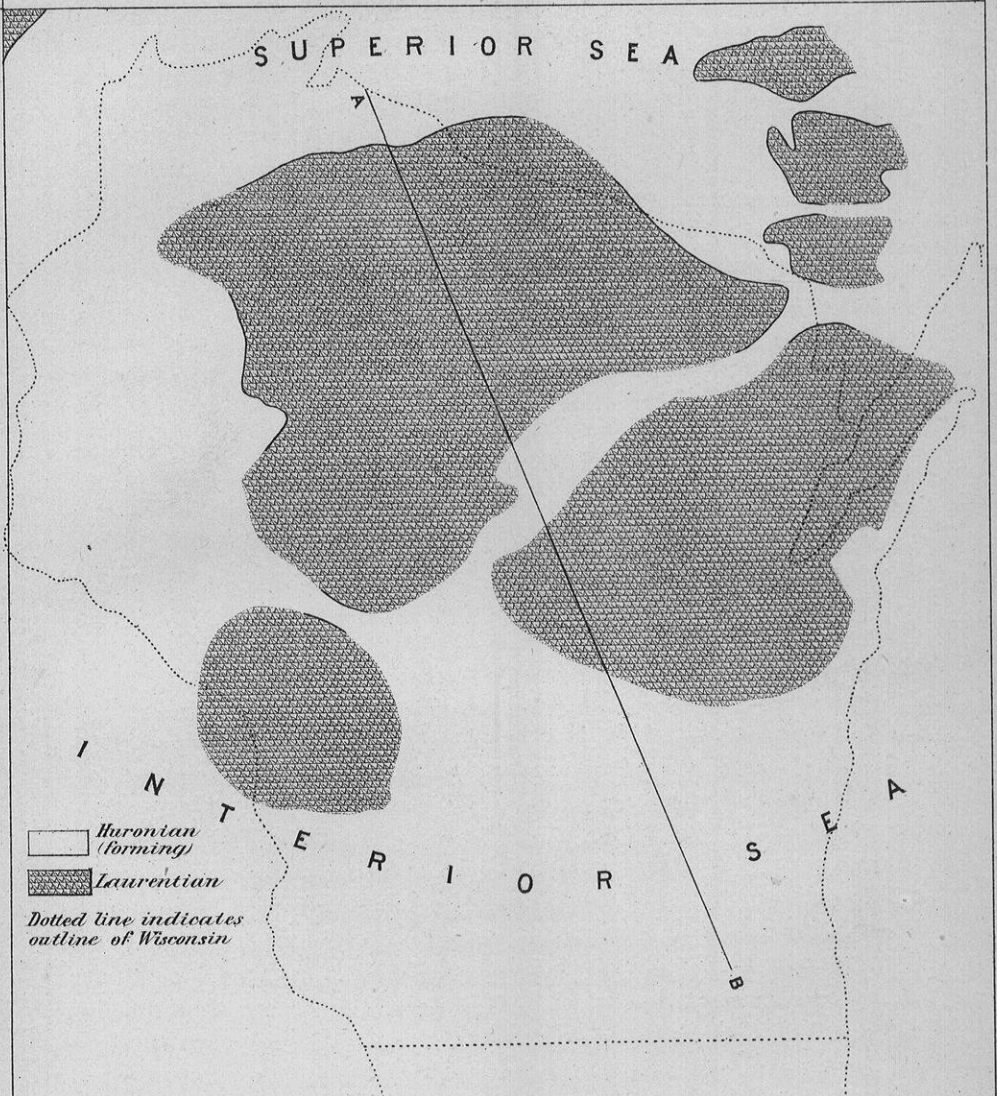 SUPERIOR SEA
A
INTERIOR SEA
B
Huronian
(forming)
Laurentian
Dotted line indicates
outline of Wisconsin